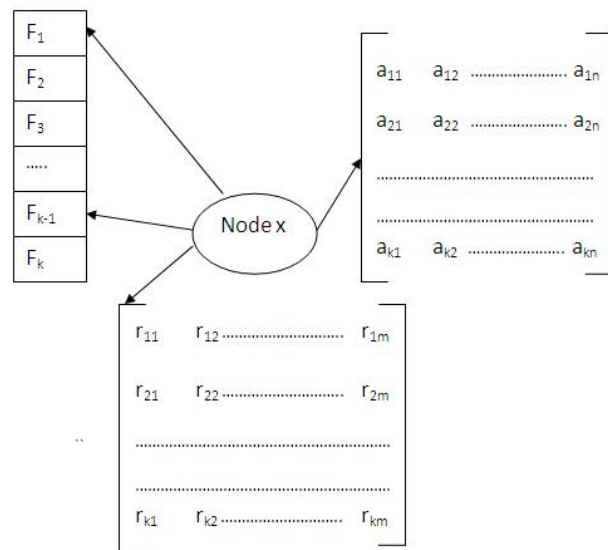 F₁
F₂
F₃
.....
Fₖ₋₁
Fₖ
Node x
a₁₁ a₁₂ ........................ a₁ₙ
a₂₁ a₂₂ ........................ a₂ₙ
......................................................
......................................................
aₖ₁ aₖ₂ ........................ aₖₙ
r₁₁ r₁₂ .............................. r₁ₘ
r₂₁ r₂₂ .............................. r₂ₘ
................................................................
................................................................
rₖ₁ rₖ₂ .............................. rₖₘ
``